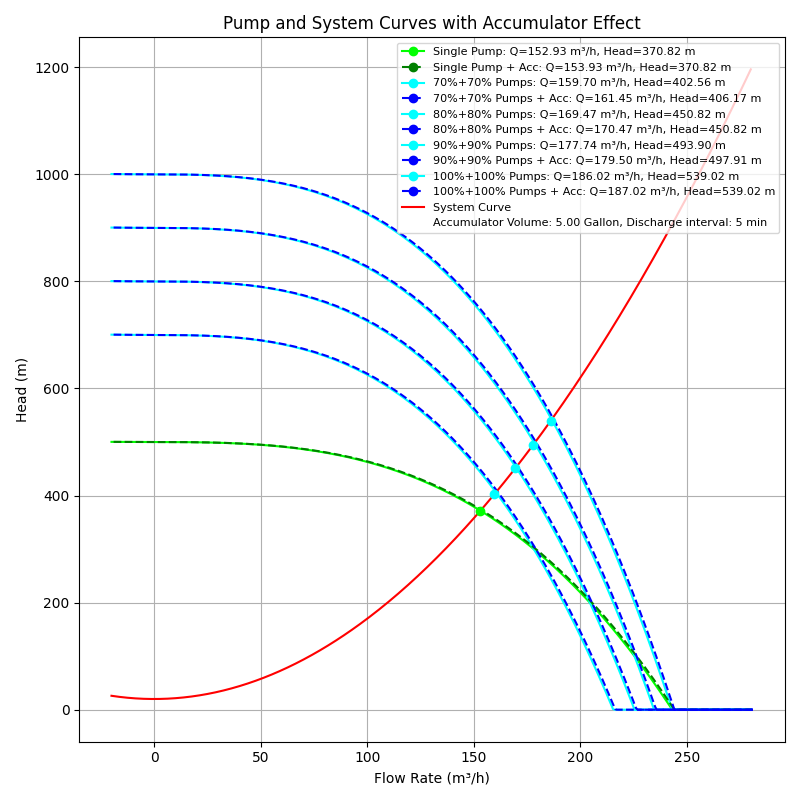 Pump and System Curves with Accumulator Effect
Single Pump: Q=152.93 m³/h, Head=370.82 m
Single Pump + Acc: Q=153.93 m³/h, Head=370.82 m
70%+70% Pumps: Q=159.70 m³/h, Head=402.56 m
70%+70% Pumps + Acc: Q=161.45 m³/h, Head=406.17 m
80%+80% Pumps: Q=169.47 m³/h, Head=450.82 m
80%+80% Pumps + Acc: Q=170.47 m³/h, Head=450.82 m
90%+90% Pumps: Q=177.74 m³/h, Head=493.90 m
90%+90% Pumps + Acc: Q=179.50 m³/h, Head=497.91 m
100%+100% Pumps: Q=186.02 m³/h, Head=539.02 m
100%+100% Pumps + Acc: Q=187.02 m³/h, Head=539.02 m
System Curve
Accumulator Volume: 5.00 Gallon, Discharge interval: 5 min
1200
1000
800
600
400
200
0
Head (m)
0 50 100 150 200 250
Flow Rate (m³/h)